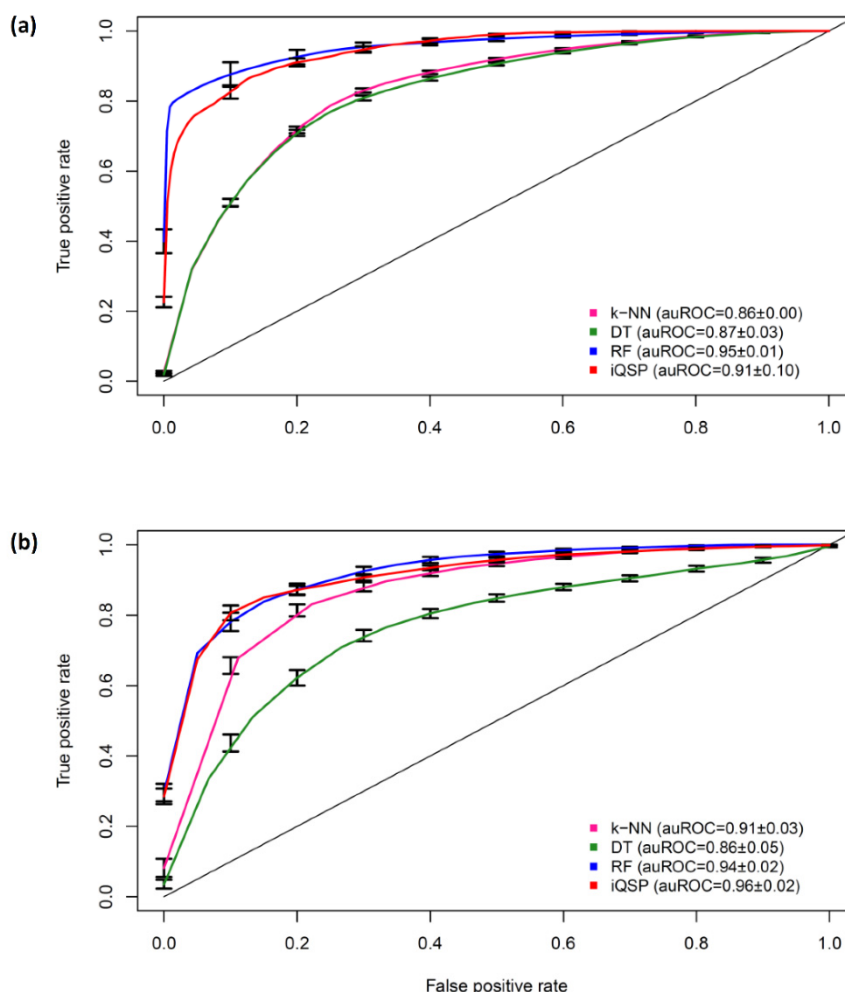 (a)
True positive rate
1.0
0.8
0.6
0.4
0.2
0.0
k−NN (auROC=0.86±0.00)
DT (auROC=0.87±0.03)
RF (auROC=0.95±0.01)
iQSP (auROC=0.91±0.10)
0.0 0.2 0.4 0.6 0.8 1.0
(b)
True positive rate
1.0
0.8
0.6
0.4
0.2
0.0
k−NN (auROC=0.91±0.03)
DT (auROC=0.86±0.05)
RF (auROC=0.94±0.02)
iQSP (auROC=0.96±0.02)
0.0 0.2 0.4 0.6 0.8 1.0
False positive rate